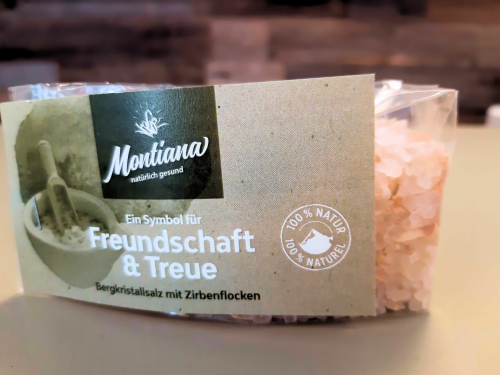 Montiana
natürlich gesund
Ein Symbol für
Freundschaft
& Treue
Bergkristallsalz mit Zirbenflocken
100 % NATUR
100 % NATUREL